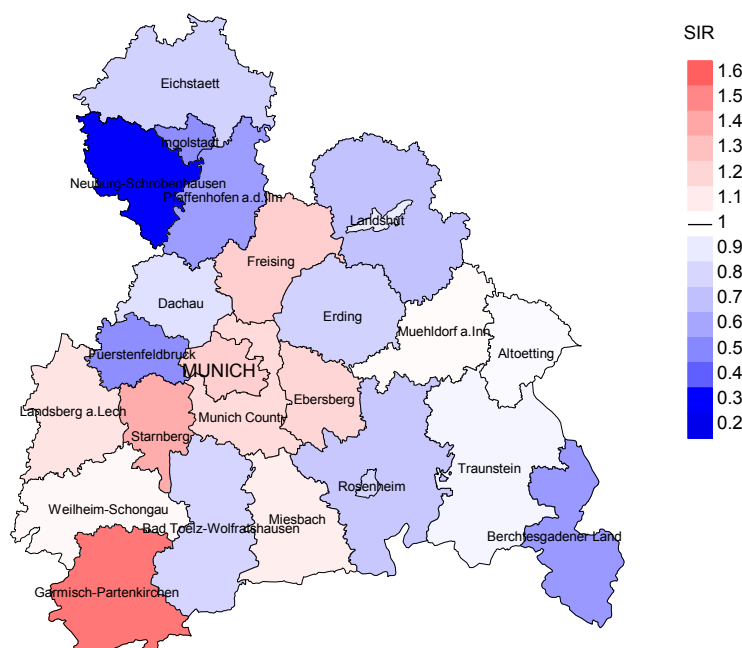 SIR
1.6
1.5
1.4
1.3
1.2
1.1
1
0.9
0.8
0.7
0.6
0.5
0.4
0.3
0.2
Eichstaett
Ingolstadt
Neuburg-Schrobenhausen
Pfaffenhofen a.d.Ilm
Landshut
Freising
Dachau
Erding
Muehldorf a.Inn
Altoetting
Fuerstenfeldbruck
MUNICH
Ebersberg
Landsberg a.Lech
Munich County
Starnberg
Traunstein
Rosenheim
Weilheim-Schongau
Miesbach
Bad Toelz-Wolfratshausen
Berchtesgadener Land
Garmisch-Partenkirchen